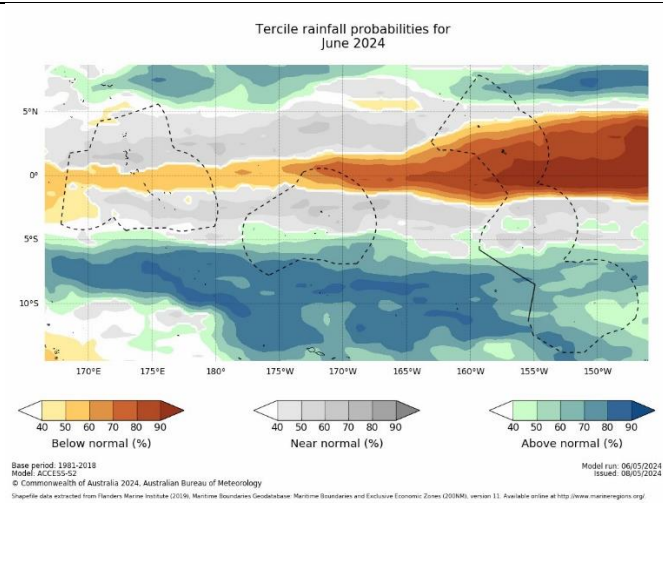 Tercile rainfall probabilities for
June 2024
5°N
0°
5°S
10°S
170°E 175°E 180° 175°W 170°W 165°W 160°W 155°W 150°W
40 50 60 70 80 90 40 50 60 70 80 90 40 50 60 70 80 90
Below normal (%) Near normal (%) Above normal (%)
Base period: 1981-2018 Model run: 06/05/2024
Model: ACCESS-S2 Issued: 08/05/2024
© Commonwealth of Australia 2024, Australian Bureau of Meteorology
Shapefile data extracted from Flanders Marine Institute (2019), Maritime Boundaries Geodatabase: Maritime Boundaries and Exclusive Economic Zones (200NM), version 11. Available online at http://www.marineregions.org/